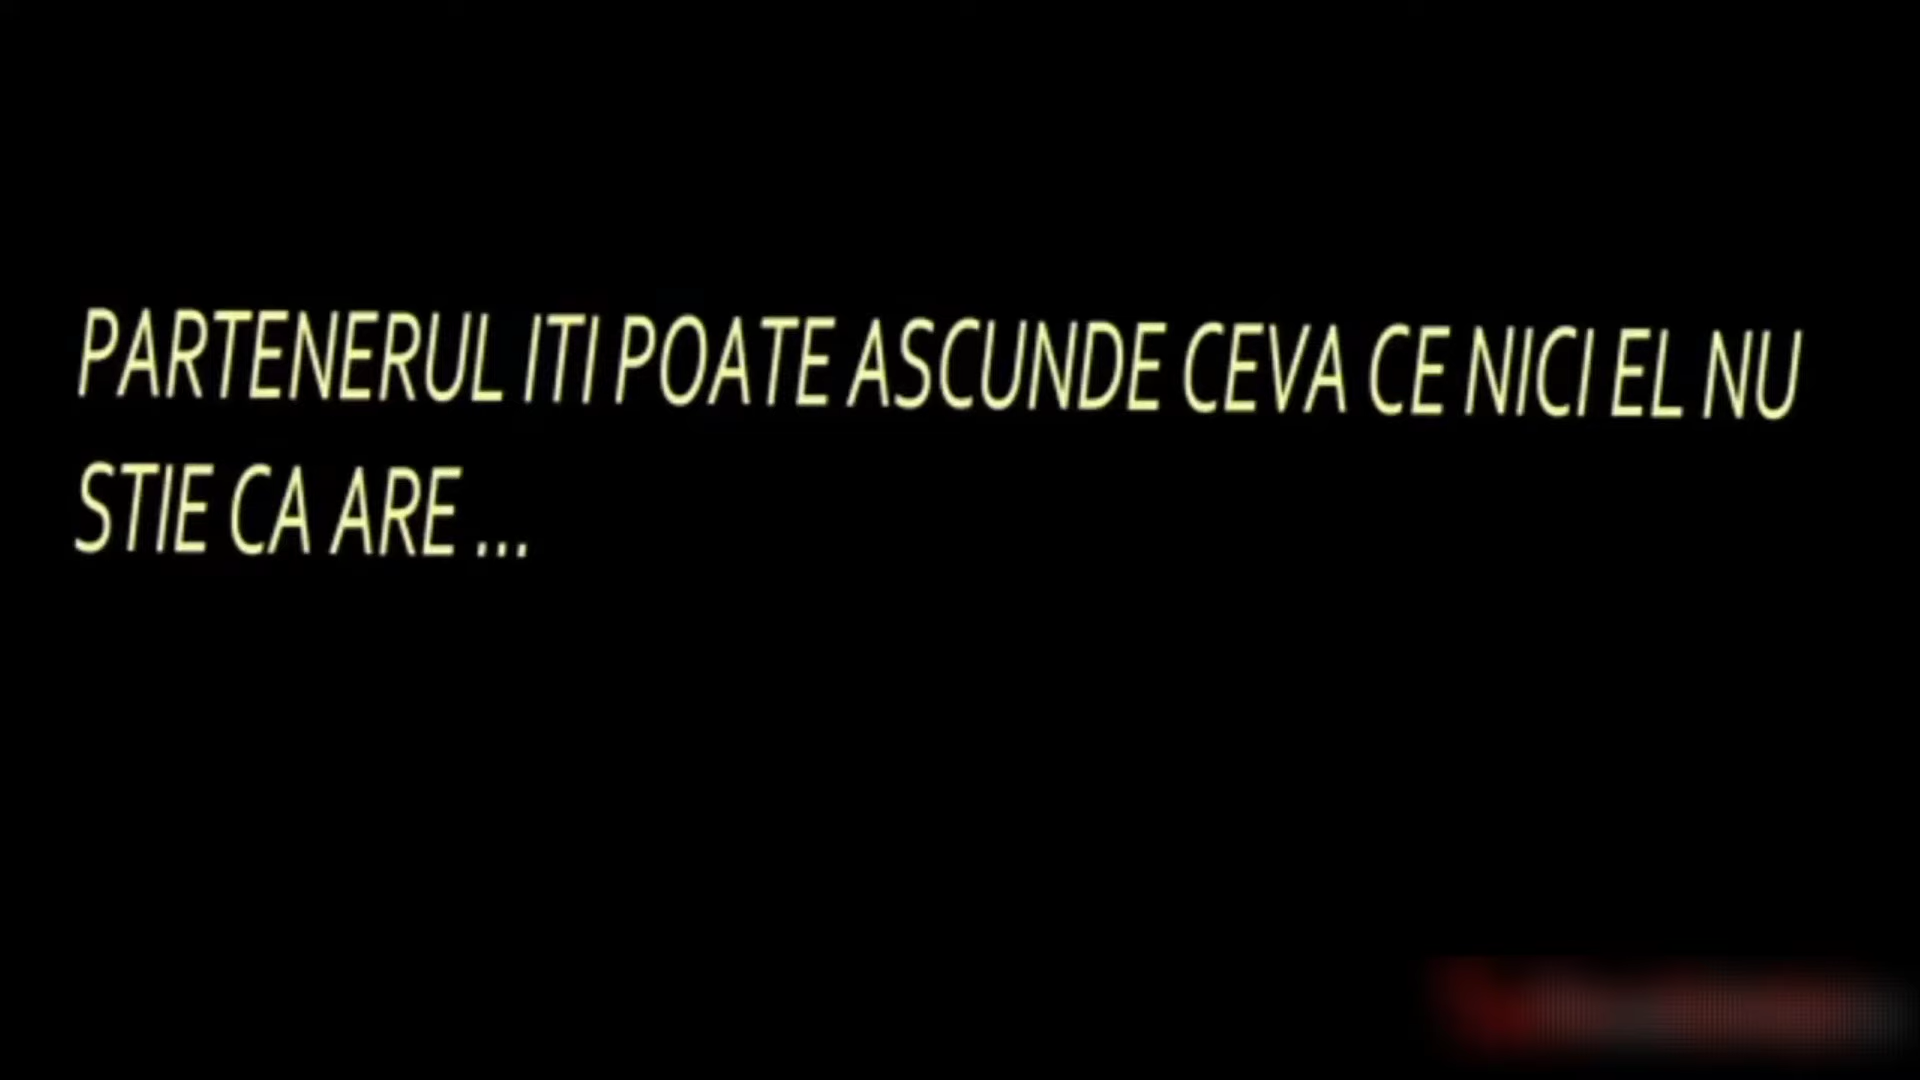 PARTENERUL ITI POATE ASCUNDE CEVA CE NICI EL NU
STIE CA ARE ...